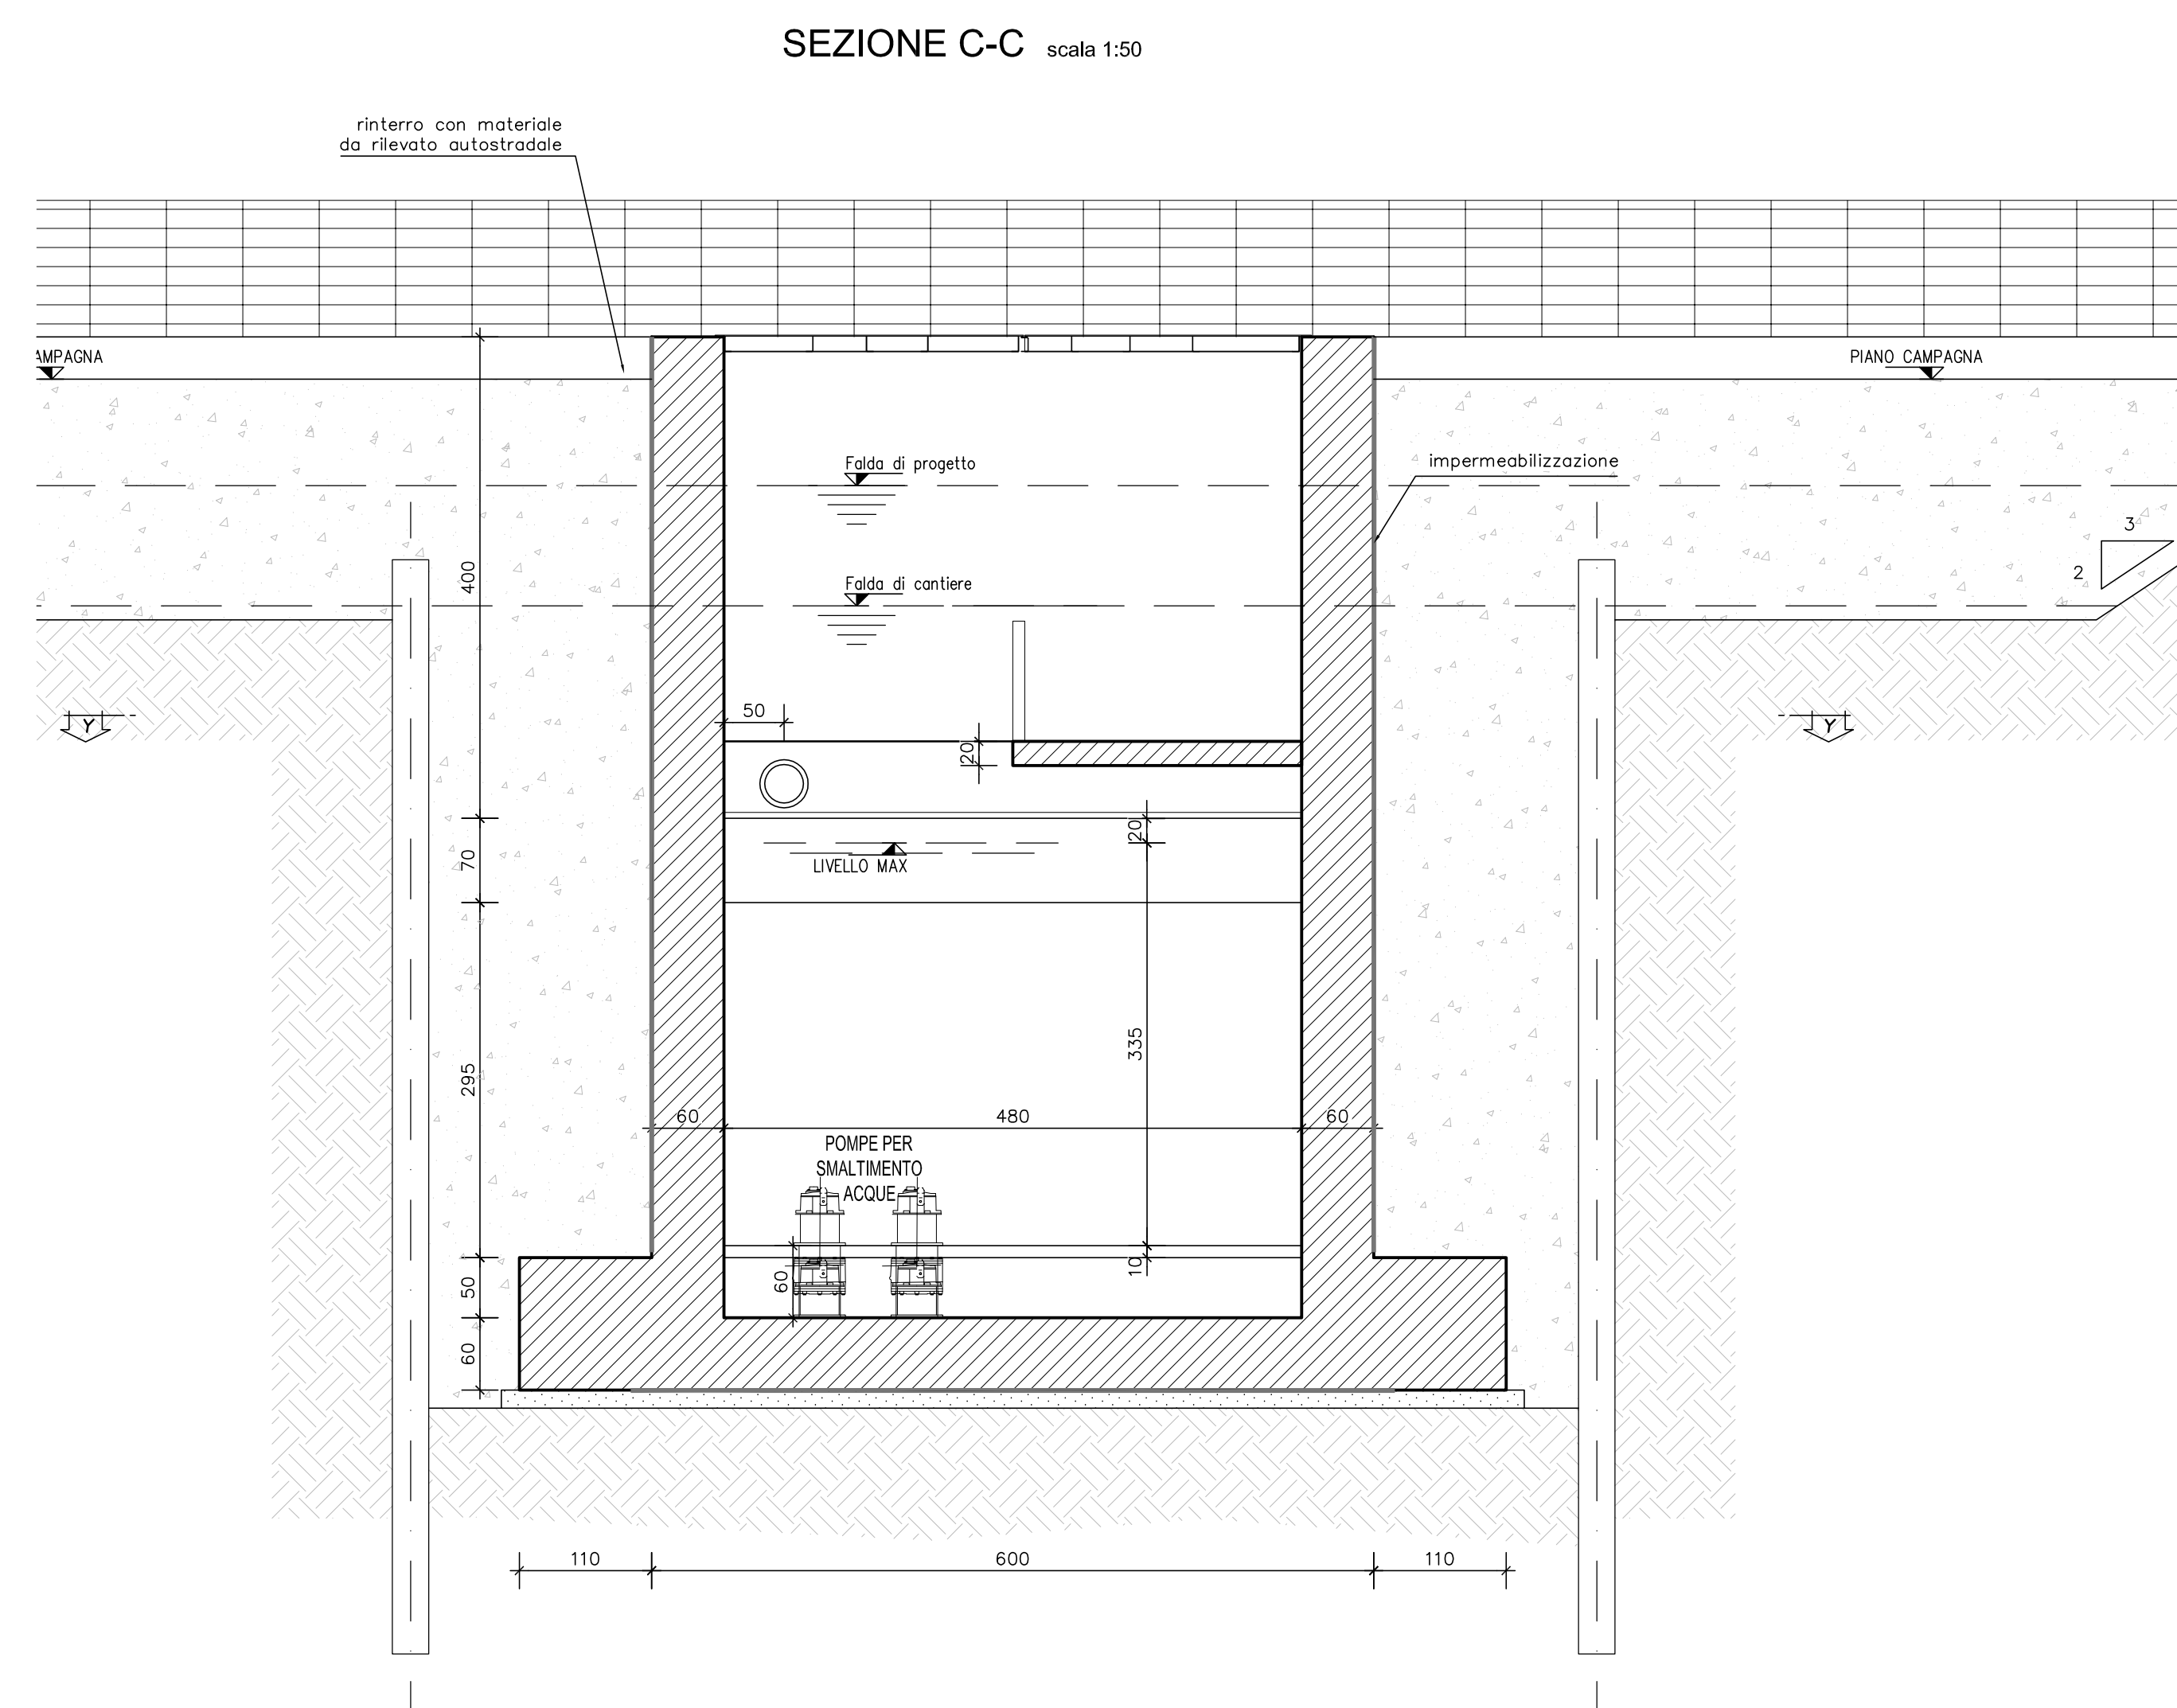 SEZIONE C-C scala 1:50
rinterro con materiale
da rilevato autostradale
AMPAGNA
PIANO CAMPAGNA
Falda di progetto
impermeabilizzazione
3
2
400
Falda di cantiere
50
Y
Y
20
20
70
LIVELLO MAX
335
295
60
480
60
POMPE PER
SMALTIMENTO
ACQUE
60
10
50
60
110
600
110